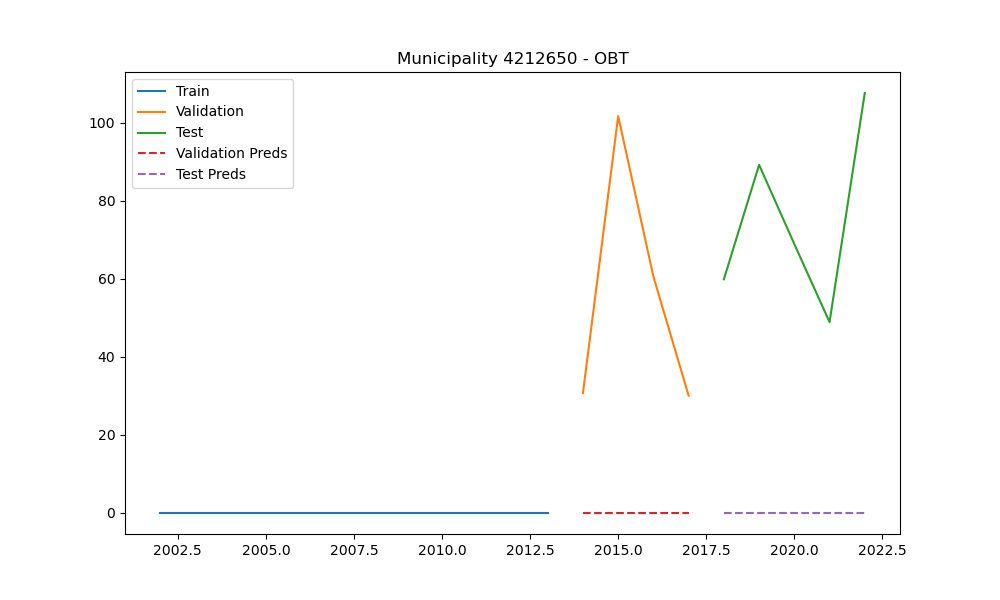 Municipality 4212650 - OBT
Train
Validation
Test
Validation Preds
Test Preds
100
80
60
40
20
0
2002.5 2005.0 2007.5 2010.0 2012.5 2015.0 2017.5 2020.0 2022.5